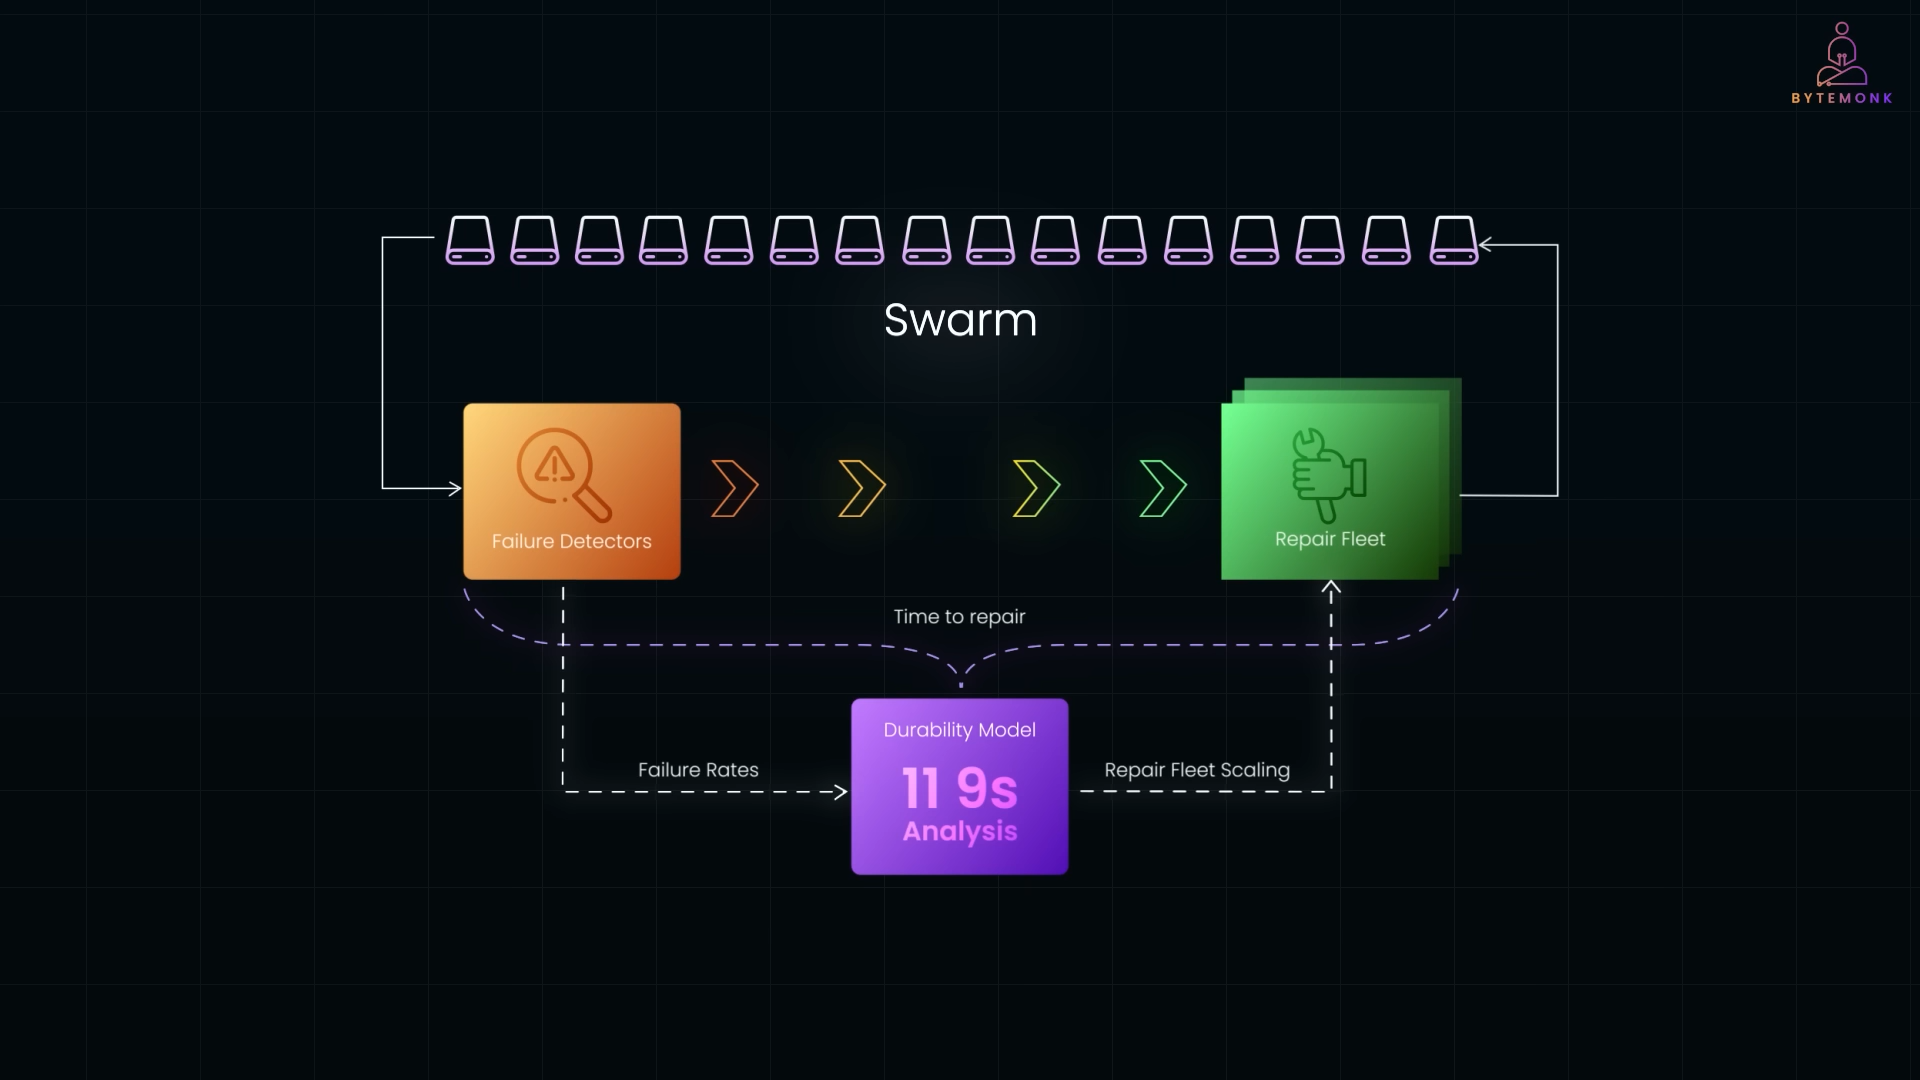 BYTEMONK
Swarm
Failure Detectors
Repair Fleet
Time to repair
Durability Model
11 9s
Analysis
Failure Rates
Repair Fleet Scaling